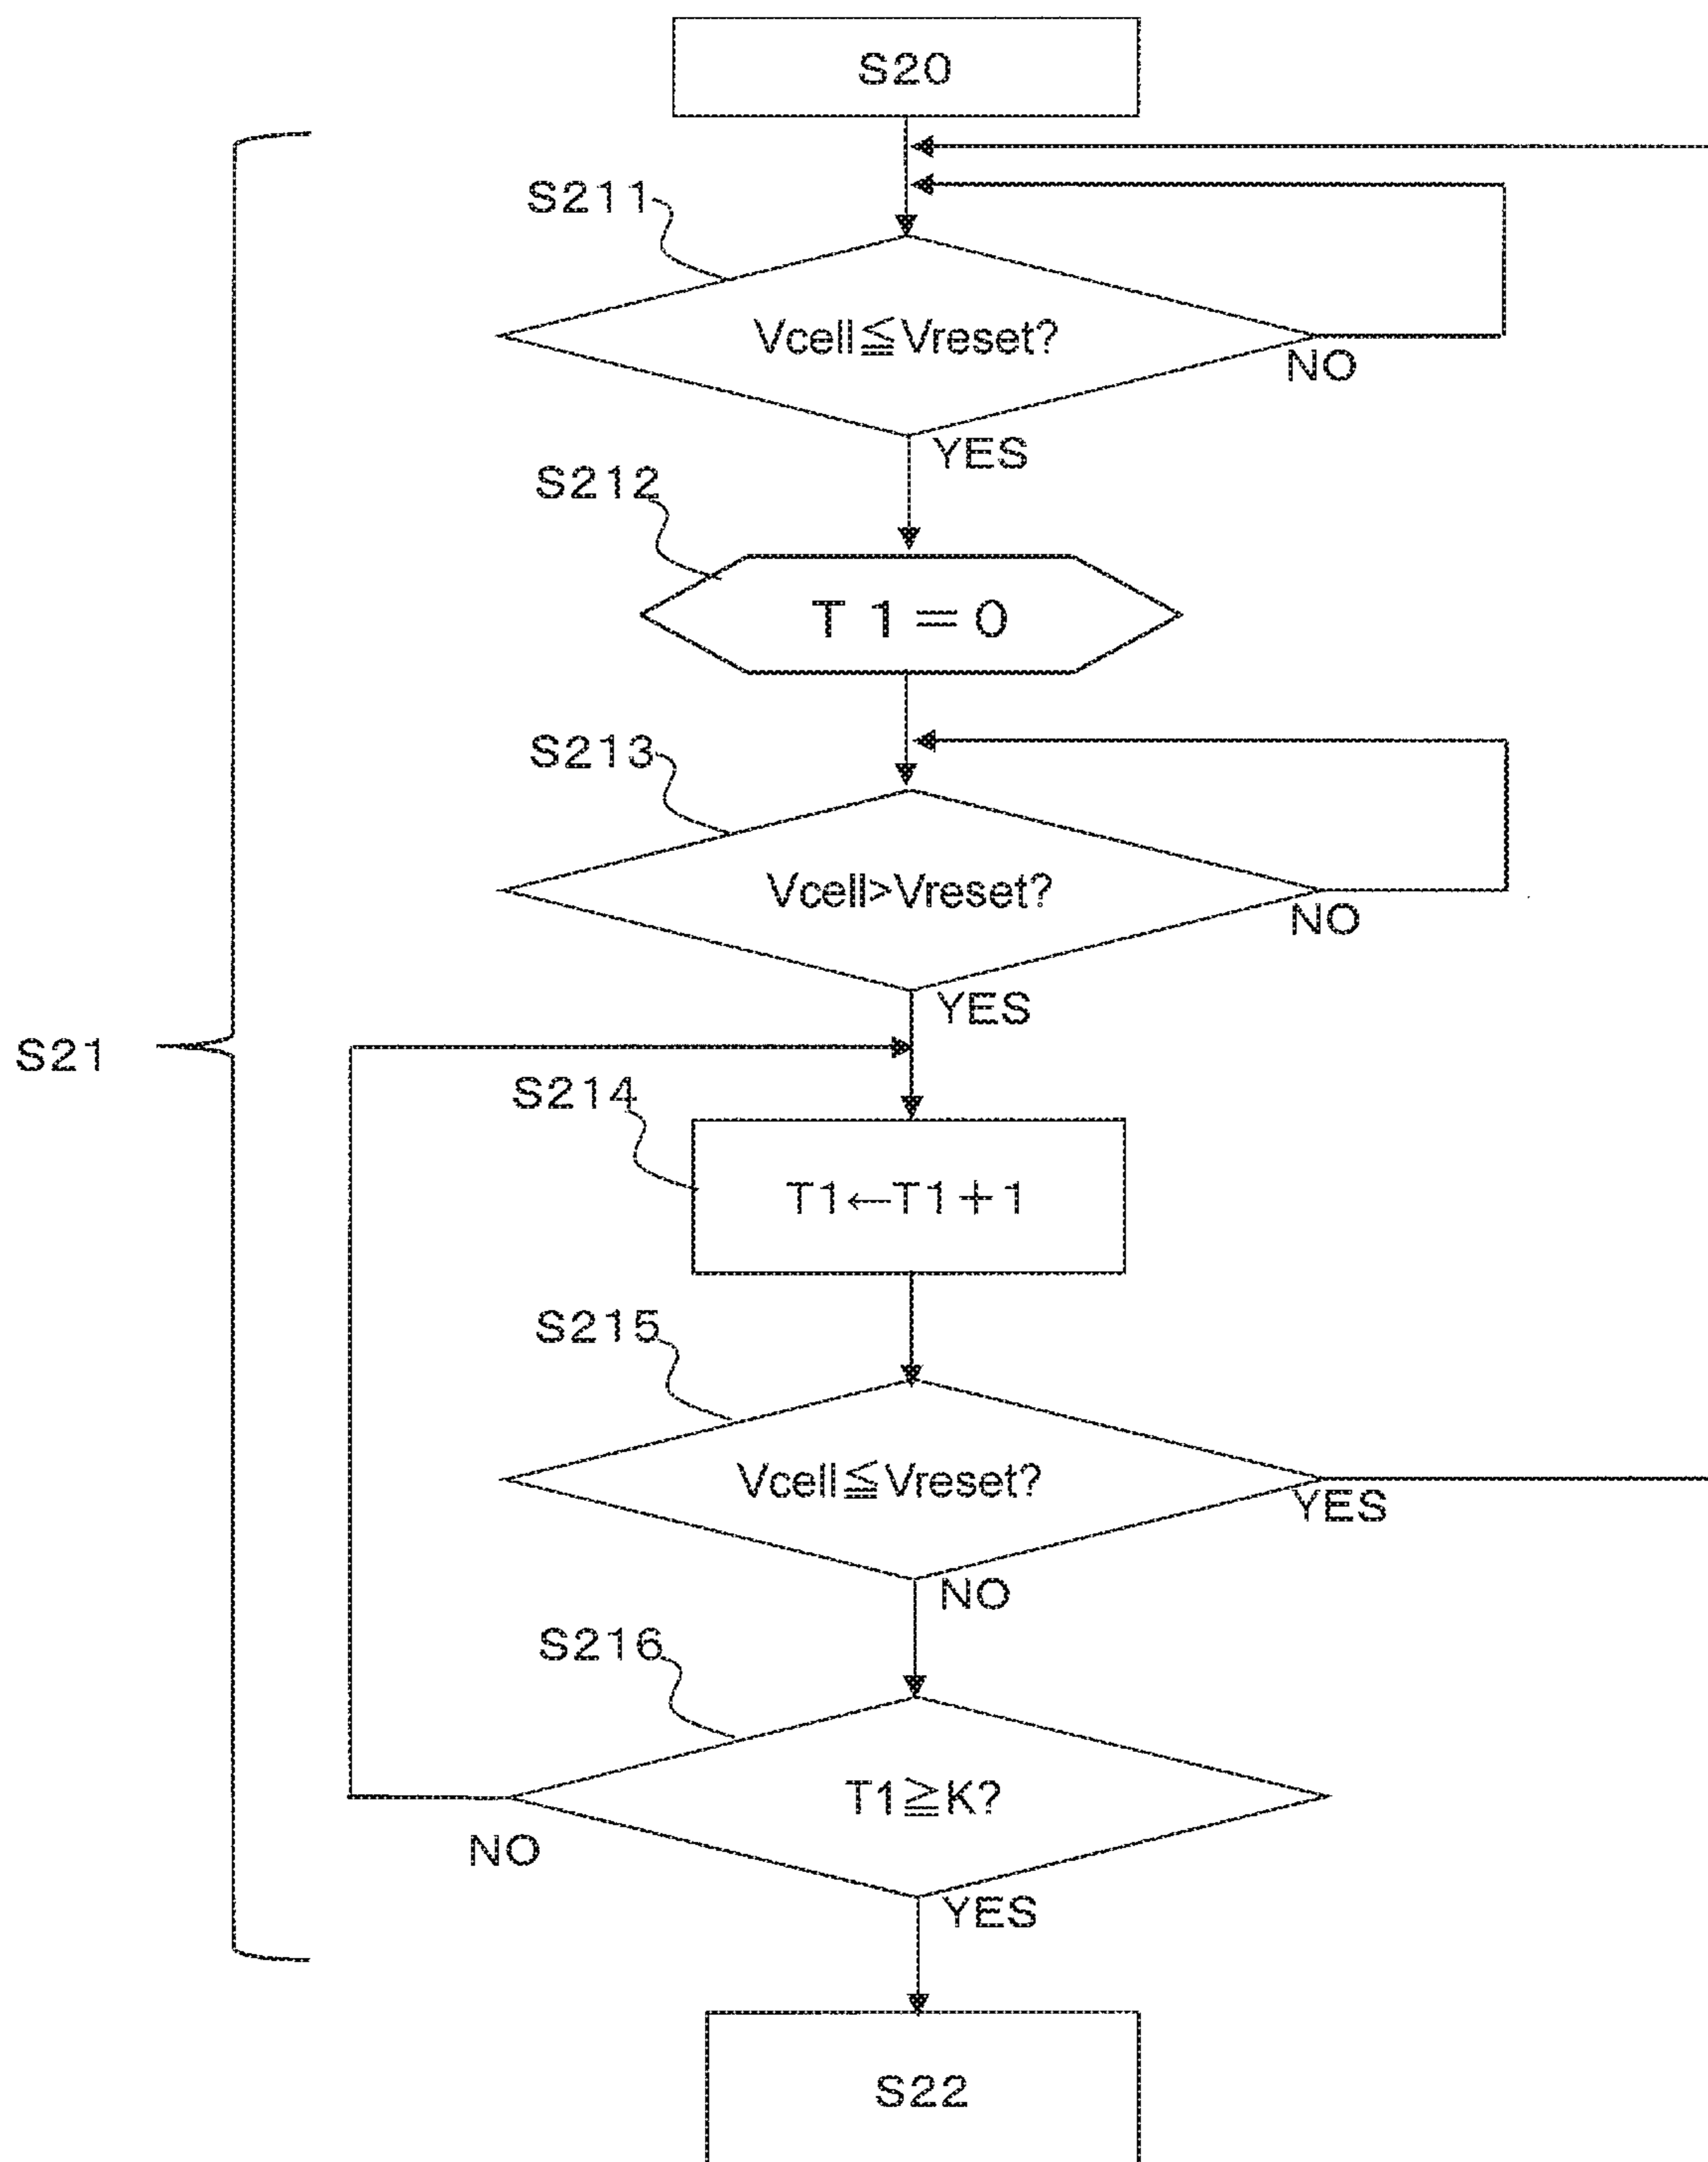 S20
S211
Vcell≦Vreset?
NO
YES
S212
T1=0
S213
Vcell>Vreset?
NO
YES
S21
S214
T1←T1+1
S215
Vcell≦Vreset?
YES
NO
S216
T1≧K?
NO
YES
S22